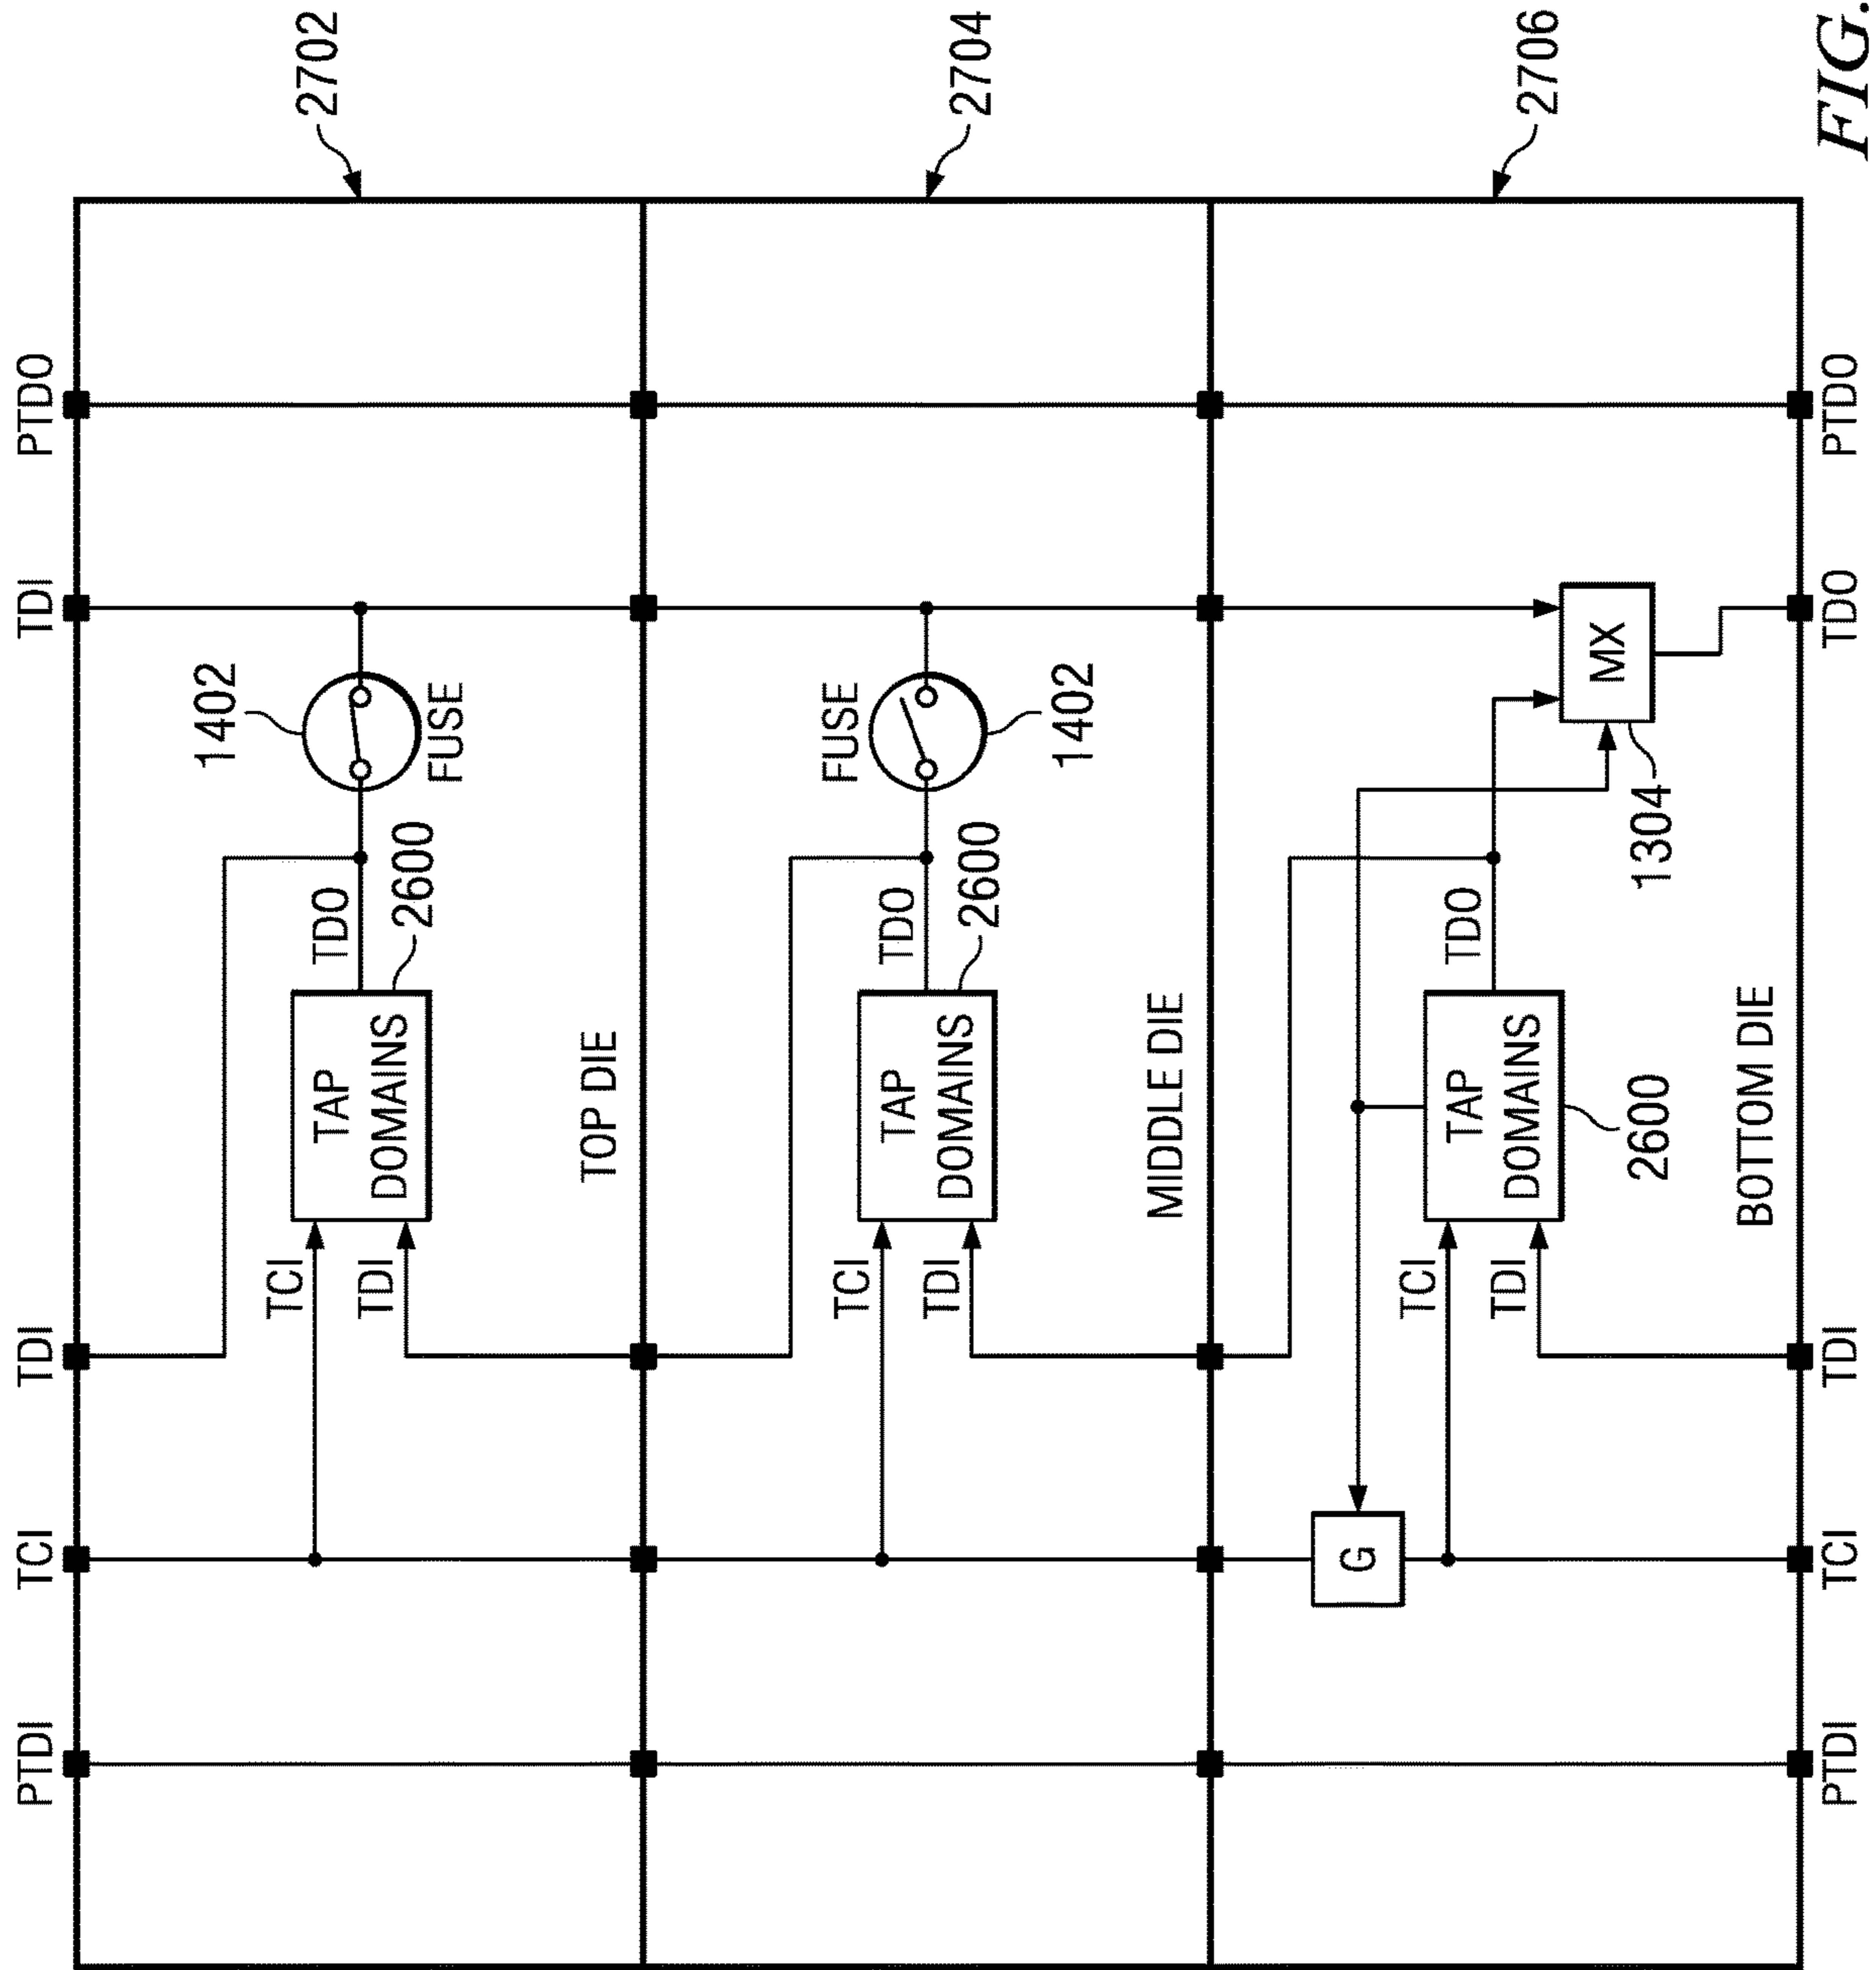 PTDI
TCI
TDI
TDI
PTDO
1402
2702
TCI
TAP
DOMAINS
TDO
TDI
2600
FUSE
TOP DIE
FUSE
2704
TCI
TAP
DOMAINS
TDO
TDI
2600
1402
MIDDLE DIE
G
TCI
TAP
DOMAINS
TDO
TDI
2706
MX
1304
2600
BOTTOM DIE
PTDI
TCI
TDI
TDO
PTDO
FIG.